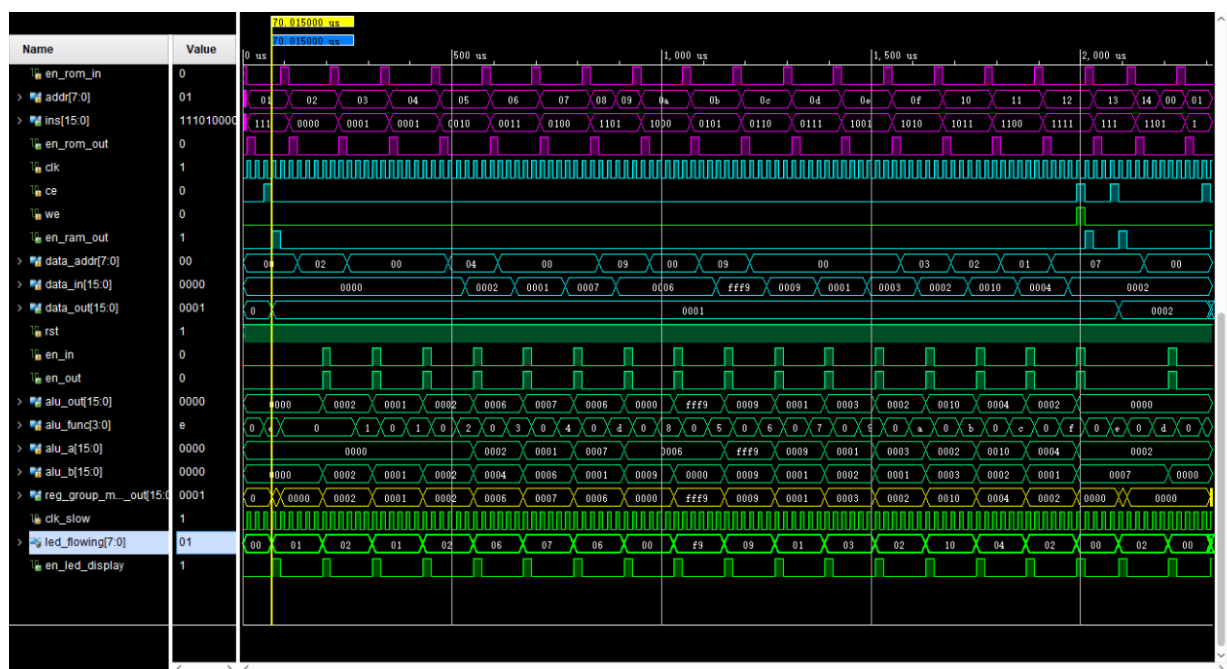 70.015000 us
70.015000 us
Name Value 0 us 500 us 1,000 us 1,500 us 2,000 us
en_rom_in 0
addr[7:0] 01 01 02 03 04 05 06 07 08 09 0a 0b 0c 0d 0e 0f 10 11 12 13 14 00 01
ins[15:0] 111010000 111 0000 0001 0001 0010 0011 0100 1101 1000 0101 0110 0111 1001 1010 1011 1100 1111 111 1101 1
en_rom_out 0
clk 1
ce 0
we 0
en_ram_out 1
data_addr[7:0] 00 00 02 00 04 00 09 00 09 00 03 02 01 07 00
data_in[15:0] 0000 0000 0002 0001 0007 0006 fff9 0009 0001 0003 0002 0010 0004 0002
data_out[15:0] 0001 0 0001 0002
rst 1
en_in 0
en_out 0
alu_out[15:0] 0000 0000 0002 0001 0002 0006 0007 0006 0000 fff9 0009 0001 0003 0002 0010 0004 0002 0000
alu_func[3:0] e 0 0 1 0 1 0 2 0 3 0 4 0 d 0 8 0 5 0 6 0 7 0 9 0 a 0 b 0 c 0 f 0 e 0 d 0
alu_a[15:0] 0000 0000 0002 0001 0007 0006 fff9 0009 0001 0003 0002 0010 0004 0002
alu_b[15:0] 0000 0000 0002 0001 0002 0004 0006 0001 0009 0000 0009 0001 0002 0001 0003 0002 0001 0007 0000
reg_group_m..._out[15:0 0001 0 0000 0002 0001 0002 0006 0007 0006 0000 fff9 0009 0001 0003 0002 0010 0004 0002 0000 0000
clk_slow 1
led_flowing[7:0] 01 00 01 02 01 02 06 07 06 00 f9 09 01 03 02 10 04 02 00 02 00
en_led_display 1